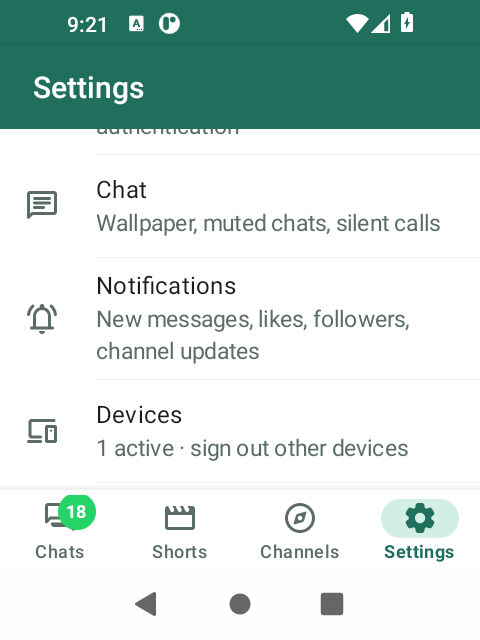 9:21
Settings
authentication
Chat
Wallpaper, muted chats, silent calls
Notifications
New messages, likes, followers,
channel updates
Devices
1 active · sign out other devices
18
Chats
Shorts
Channels
Settings